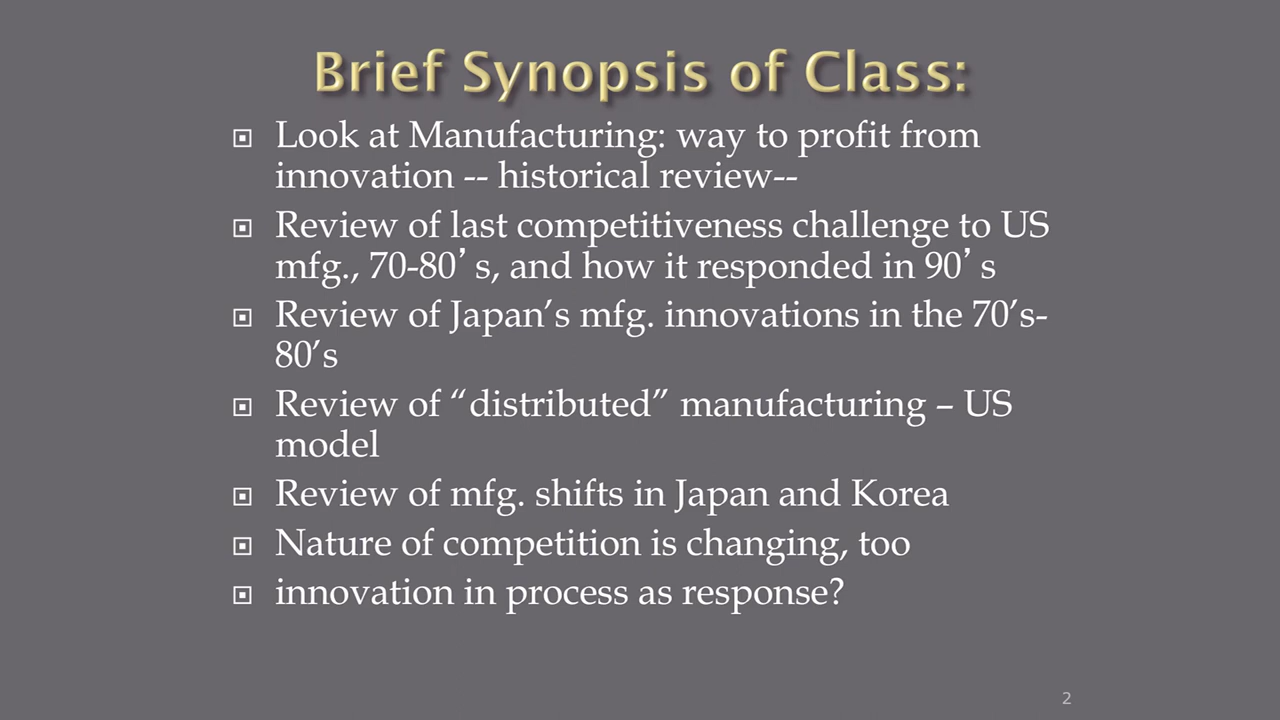 Brief Synopsis of Class:
Look at Manufacturing: way to profit from
innovation -- historical review--
Review of last competitiveness challenge to US
mfg., 70-80’ s, and how it responded in 90’ s
Review of Japan’s mfg. innovations in the 70’s-
80’s
Review of “distributed” manufacturing – US
model
Review of mfg. shifts in Japan and Korea
Nature of competition is changing, too
innovation in process as response?
2